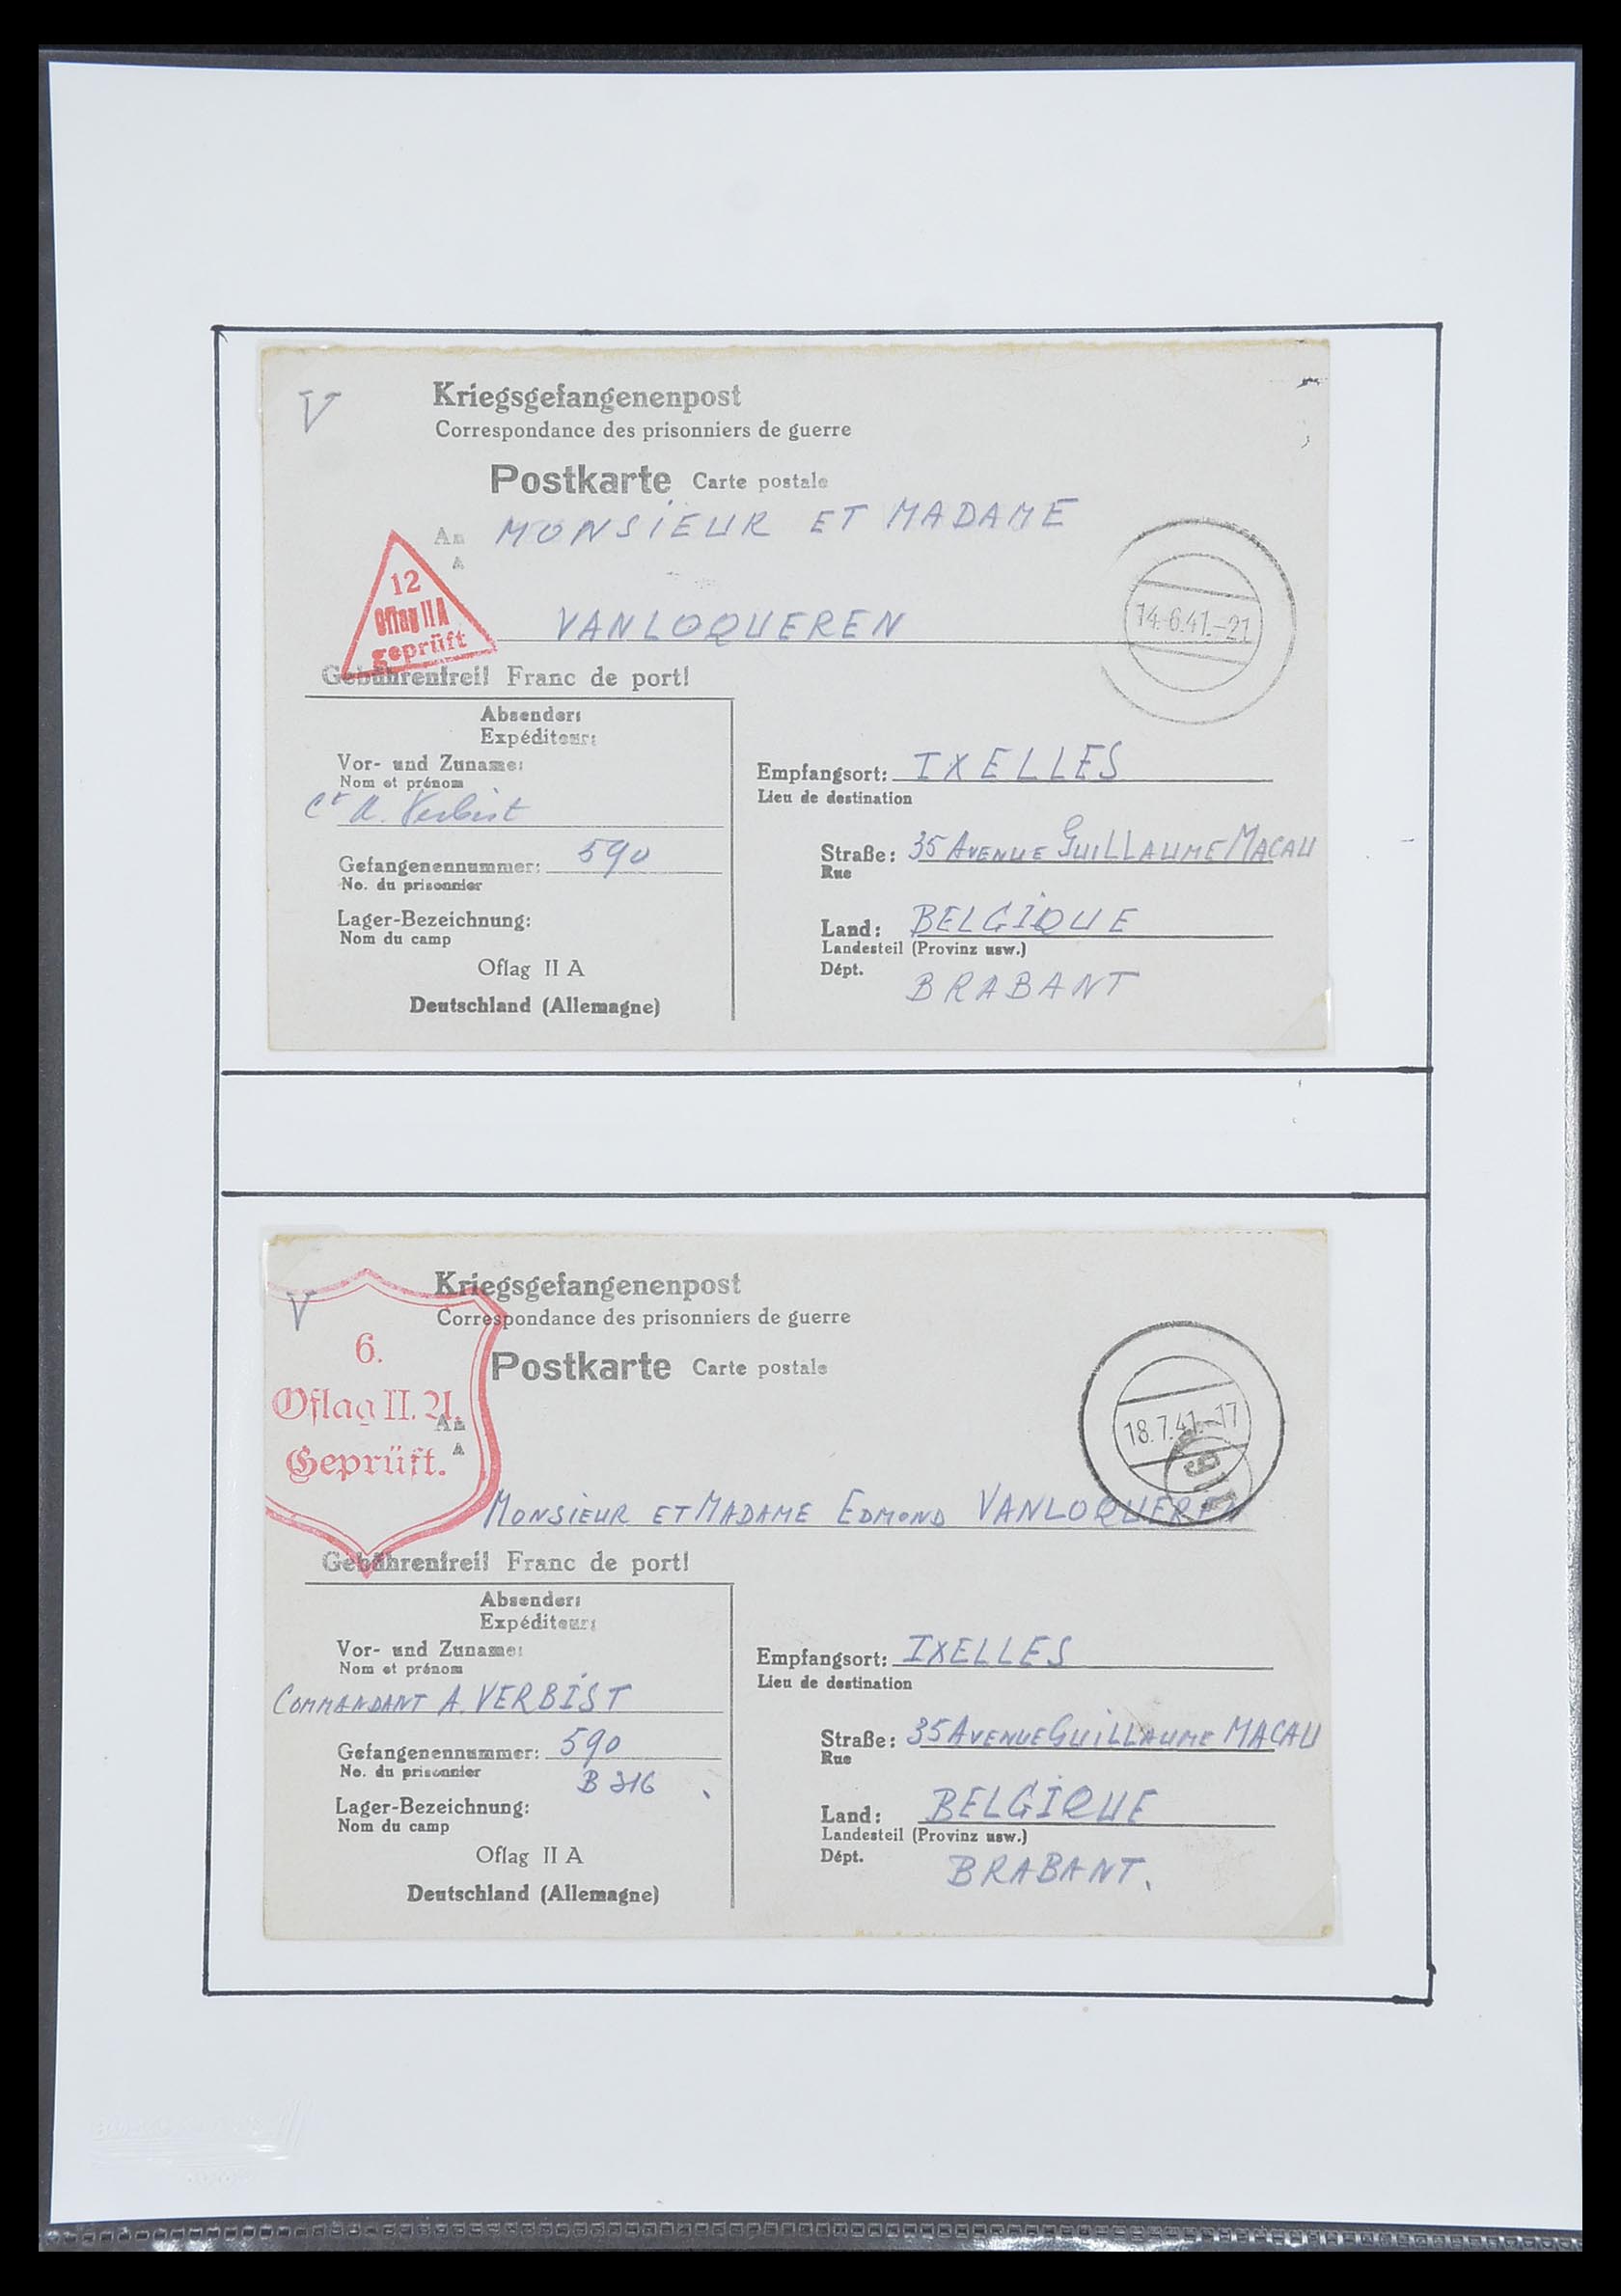 V
Kriegsgefangenenpost
Correspondance des prisonniers de guerre
Postkarte Carte postale
An MONSIEUR ET MADAME
A
12
Oflag II A
geprüft
VANLOQUEREN
14.6.41.-21
Gebührenfrei! Franc de port!
Absender:
Expéditeur:
Vor- und Zuname:
Nom et prénom
Ct A. Verbist
Gefangenennummer: 590
No. du prisonnier
Lager-Bezeichnung:
Nom du camp
Oflag II A
Deutschland (Allemagne)
Empfangsort: IXELLES
Lieu de destination
Straße: 35 AVENUE GUILLAUME MACAU
Rue
Land: BELGIQUE
Landesteil (Provinz usw.)
Dépt.
BRABANT
V
Kriegsgefangenenpost
Correspondance des prisonniers de guerre
Postkarte Carte postale
6.
Oflag II. A.
Geprüft.
An
A
18.7.41.-17
MONSIEUR ET MADAME EDMOND VANLOQUEREN
Gebührenfrei! Franc de port!
Absender:
Expéditeur:
Vor- und Zuname:
Nom et prénom
COMMANDANT A. VERBIST
Gefangenennummer: 590
No. du prisonnier
B 316
Lager-Bezeichnung:
Nom du camp
Oflag II A
Deutschland (Allemagne)
Empfangsort: IXELLES
Lieu de destination
Straße: 35 AVENUE GUILLAUME MACAU
Rue
Land: BELGIQUE
Landesteil (Provinz usw.)
Dépt.
BRABANT.